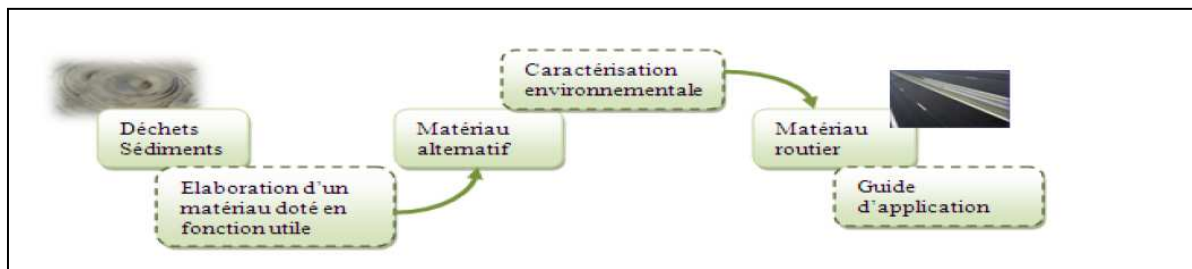 Déchets
Sédiments
Elaboration d'un
matériau doté en
fonction utile
Matériau
alternatif
Caractérisation
environnementale
Matériau
routier
Guide
d'application